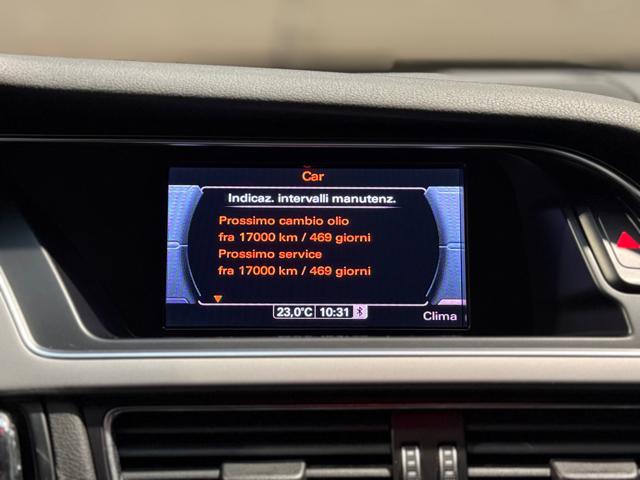 Car
Indicaz. intervalli manutenz.
Prossimo cambio olio
fra 17000 km / 469 giorni
Prossimo service
fra 17000 km / 469 giorni
23,0°C 10:31
Clima